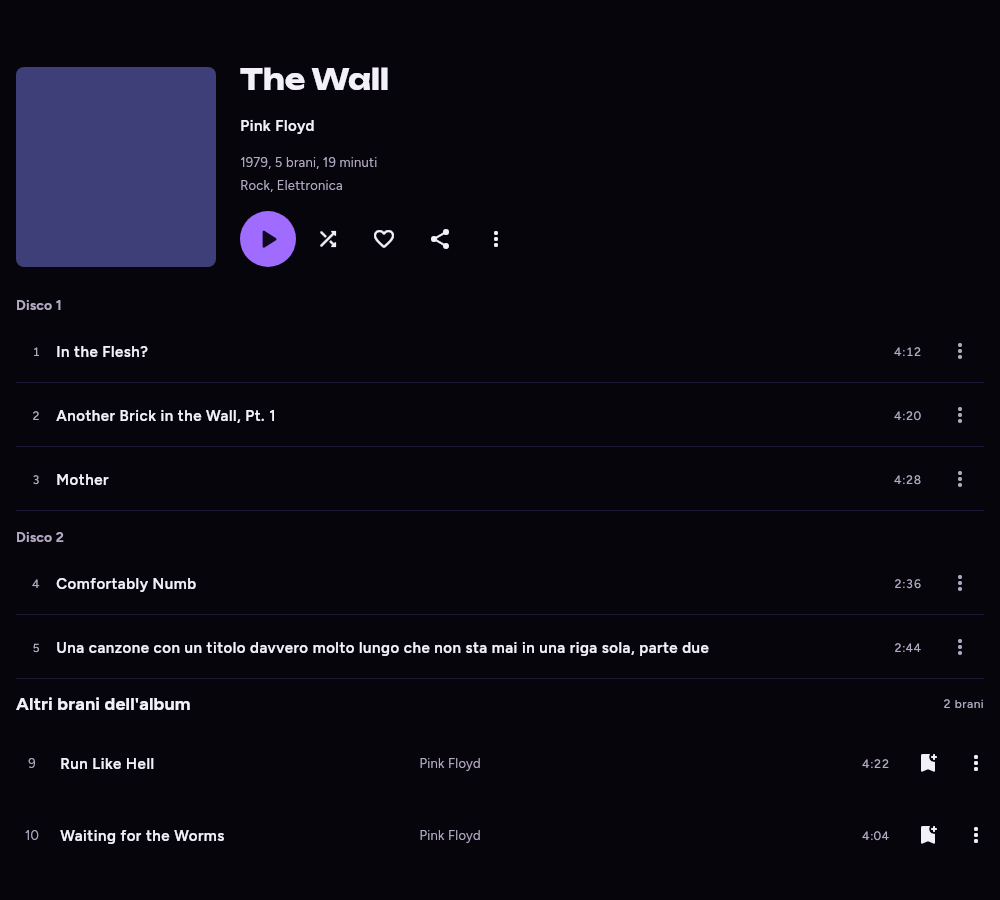 The Wall
Pink Floyd
1979, 5 brani, 19 minuti
Rock, Elettronica
Disco 1
1 In the Flesh? 4:12
2 Another Brick in the Wall, Pt. 1 4:20
3 Mother 4:28
Disco 2
4 Comfortably Numb 2:36
5 Una canzone con un titolo davvero molto lungo che non sta mai in una riga sola, parte due 2:44
Altri brani dell'album 2 brani
9 Run Like Hell Pink Floyd 4:22
10 Waiting for the Worms Pink Floyd 4:04